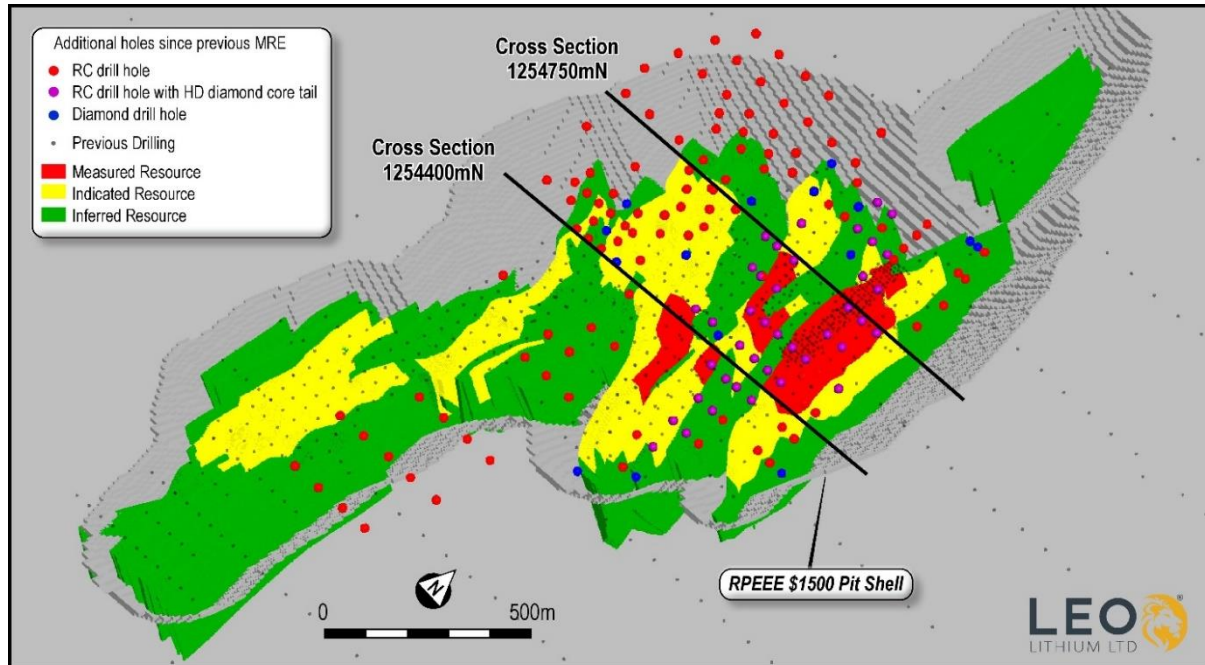 Additional holes since previous MRE
RC drill hole
RC drill hole with HD diamond core tail
Diamond drill hole
Previous Drilling
Measured Resource
Indicated Resource
Inferred Resource
Cross Section
1254750mN
Cross Section
1254400mN
RPEEE $1500 Pit Shell
N
0 500m
LEO®
LITHIUM LTD